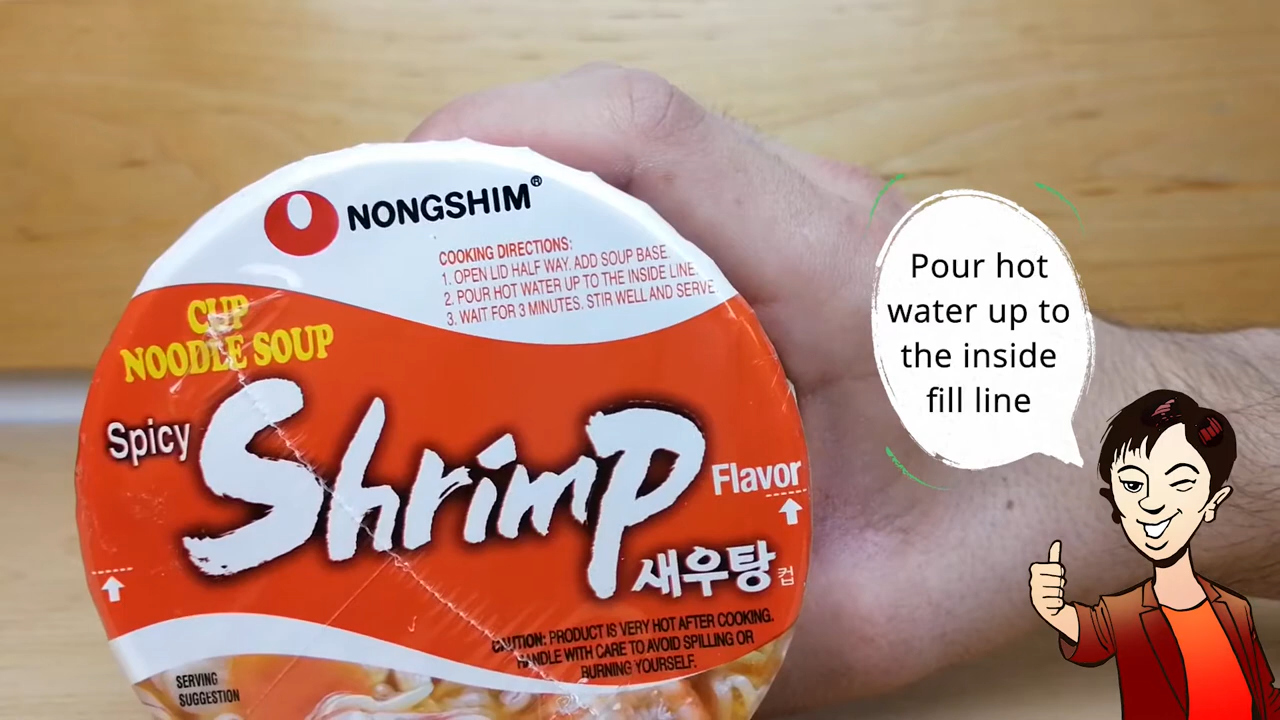 NONGSHIM®
COOKING DIRECTIONS:
1. OPEN LID HALF WAY. ADD SOUP BASE.
2. POUR HOT WATER UP TO THE INSIDE LINE.
3. WAIT FOR 3 MINUTES. STIR WELL AND SERVE.
CUP
NOODLE SOUP
Spicy
Shrimp
Flavor
새우탕컵
CAUTION: PRODUCT IS VERY HOT AFTER COOKING.
HANDLE WITH CARE TO AVOID SPILLING OR
BURNING YOURSELF.
SERVING
SUGGESTION
Pour hot
water up to
the inside
fill line